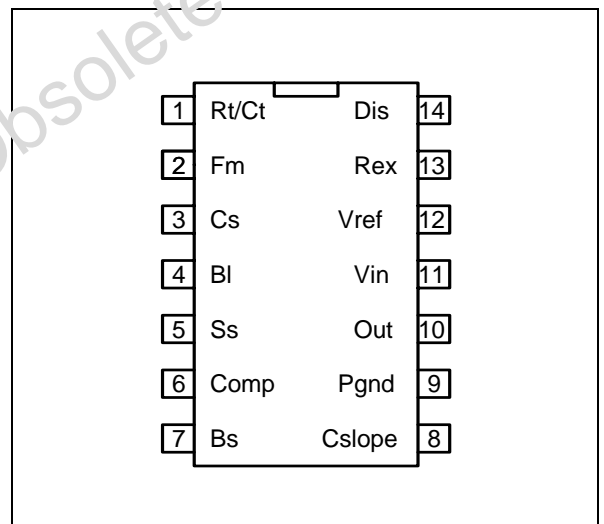 Obsolete
1 Rt/Ct Dis 14
2 Fm Rex 13
3 Cs Vref 12
4 Bl Vin 11
5 Ss Out 10
6 Comp Pgnd 9
7 Bs Cslope 8